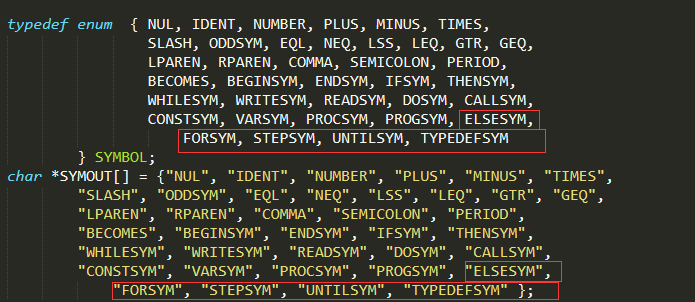 typedef enum { NUL, IDENT, NUMBER, PLUS, MINUS, TIMES,
SLASH, ODDSYM, EQL, NEQ, LSS, LEQ, GTR, GEQ,
LPAREN, RPAREN, COMMA, SEMICOLON, PERIOD,
BECOMES, BEGINSYM, ENDSYM, IFSYM, THENSYM,
WHILESYM, WRITESYM, READSYM, DOSYM, CALLSYM,
CONSTSYM, VARSYM, PROCSYM, PROGSYM, ELSESYM,
FORSYM, STEPSYM, UNTILSYM, TYPEDEFSYM
} SYMBOL;
char *SYMOUT[] = {"NUL", "IDENT", "NUMBER", "PLUS", "MINUS", "TIMES",
"SLASH", "ODDSYM", "EQL", "NEQ", "LSS", "LEQ", "GTR", "GEQ",
"LPAREN", "RPAREN", "COMMA", "SEMICOLON", "PERIOD",
"BECOMES", "BEGINSYM", "ENDSYM", "IFSYM", "THENSYM",
"WHILESYM", "WRITESYM", "READSYM", "DOSYM", "CALLSYM",
"CONSTSYM", "VARSYM", "PROCSYM", "PROGSYM", "ELSESYM",
"FORSYM", "STEPSYM", "UNTILSYM", "TYPEDEFSYM" };